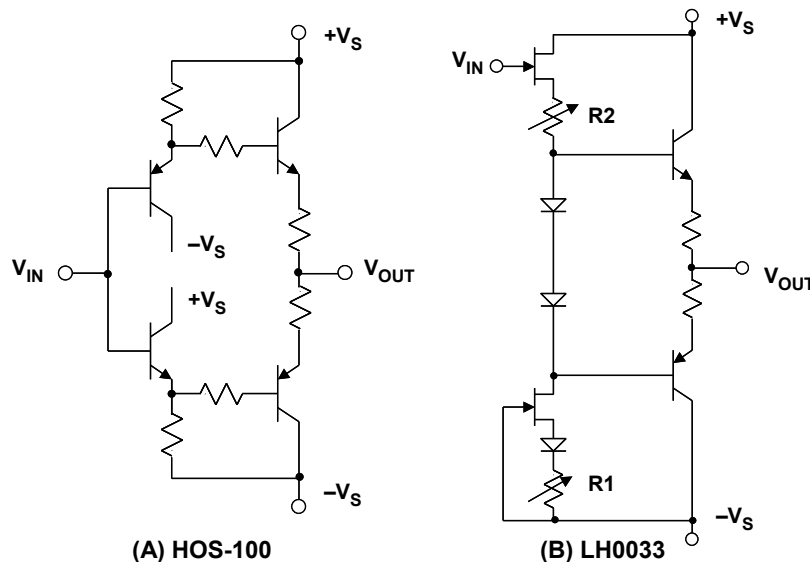 +VS
VIN
–VS
+VS
VOUT
–VS
(A) HOS-100
+VS
VIN
R2
VOUT
R1
–VS
(B) LH0033